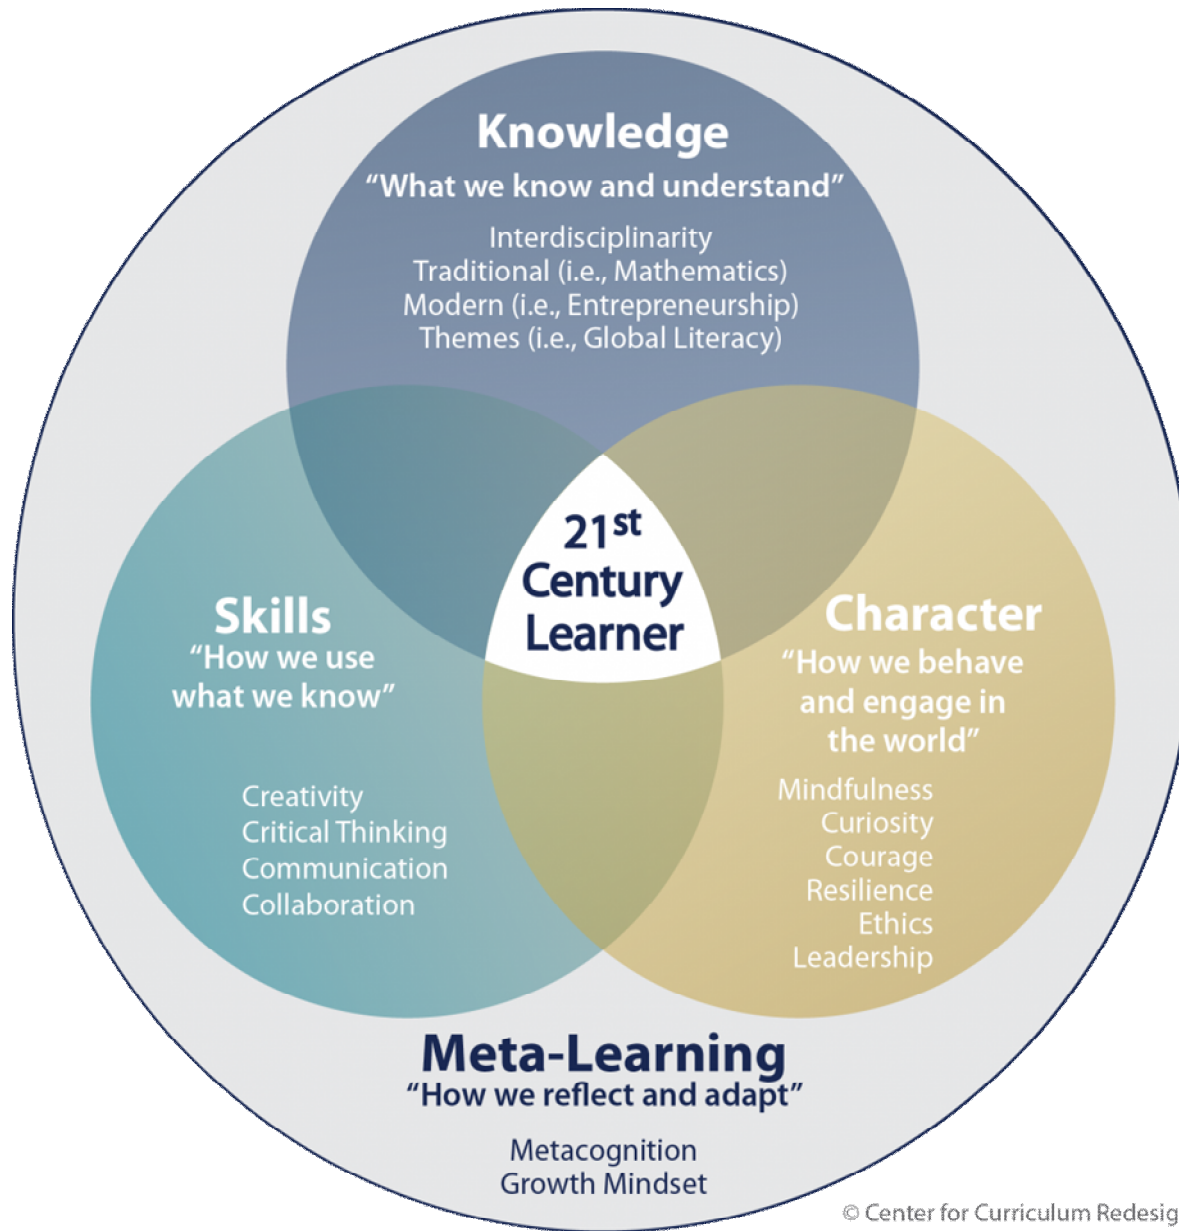 Knowledge
“What we know and understand”
Interdisciplinarity
Traditional (i.e., Mathematics)
Modern (i.e., Entrepreneurship)
Themes (i.e., Global Literacy)
21st
Century
Learner
Skills
“How we use
what we know”
Creativity
Critical Thinking
Communication
Collaboration
Character
“How we behave
and engage in
the world”
Mindfulness
Curiosity
Courage
Resilience
Ethics
Leadership
Meta-Learning
“How we reflect and adapt”
Metacognition
Growth Mindset
© Center for Curriculum Redesig